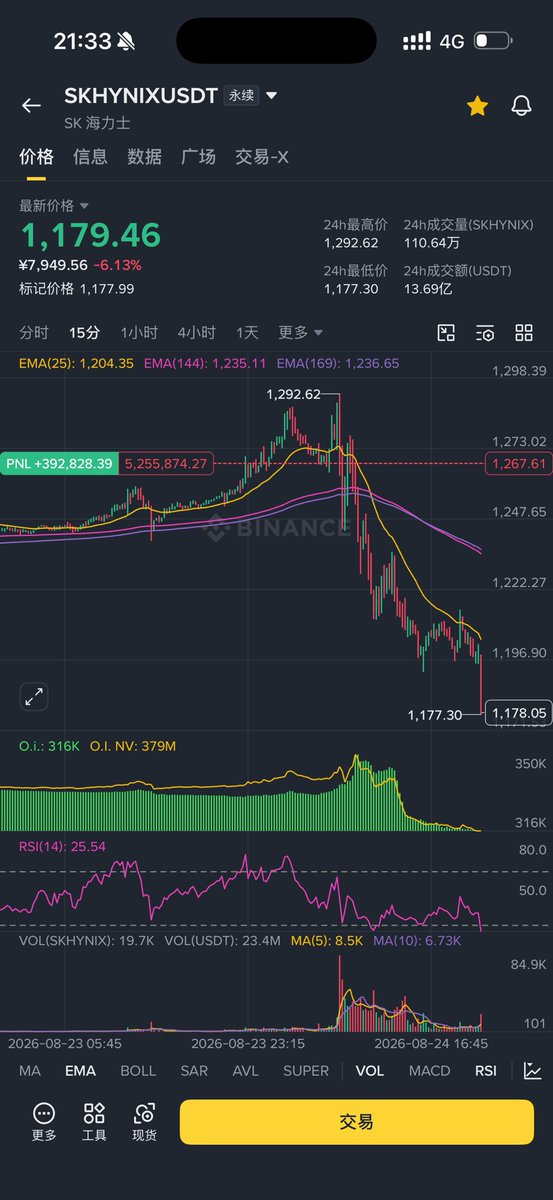 21:33 4G
SKHYNIXUSDT 永续
SK 海力士
价格 信息 数据 广场 交易-X
最新价格
1,179.46
¥7,949.56 -6.13%
标记价格 1,177.99
24h最高价 24h成交量(SKHYNIX)
1,292.62 110.64万
24h最低价 24h成交额(USDT)
1,177.30 13.69亿
分时 15分 1小时 4小时 1天 更多
EMA(25): 1,204.35 EMA(144): 1,235.11 EMA(169): 1,236.65
1,298.39
1,292.62
1,273.02
PNL +392,828.39 5,255,874.27 1,267.61
1,247.65
BINANCE
1,222.27
1,196.90
1,177.30 1,178.05
O.i.: 316K O.I. NV: 379M
350K
316K
RSI(14): 25.54
80.0
50.0
VOL(SKHYNIX): 19.7K VOL(USDT): 23.4M MA(5): 8.5K MA(10): 6.73K
84.9K
101
2026-08-23 05:45 2026-08-23 23:15 2026-08-24 16:45
MA EMA BOLL SAR AVL SUPER VOL MACD RSI
更多 工具 现货 交易